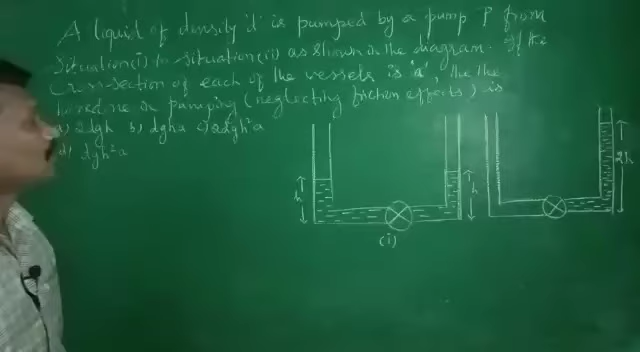 A liquid of density 'd' is pumped by a pump P from
situation (i) to situation (ii) as shown in the diagram. If the
cross-section of each of the vessels is 'a', the the
work done in pumping (neglecting friction effects) is
a) 2dgh b) dgha c) 2dgh²a
d) dgh²a
h
h
2h
(i)